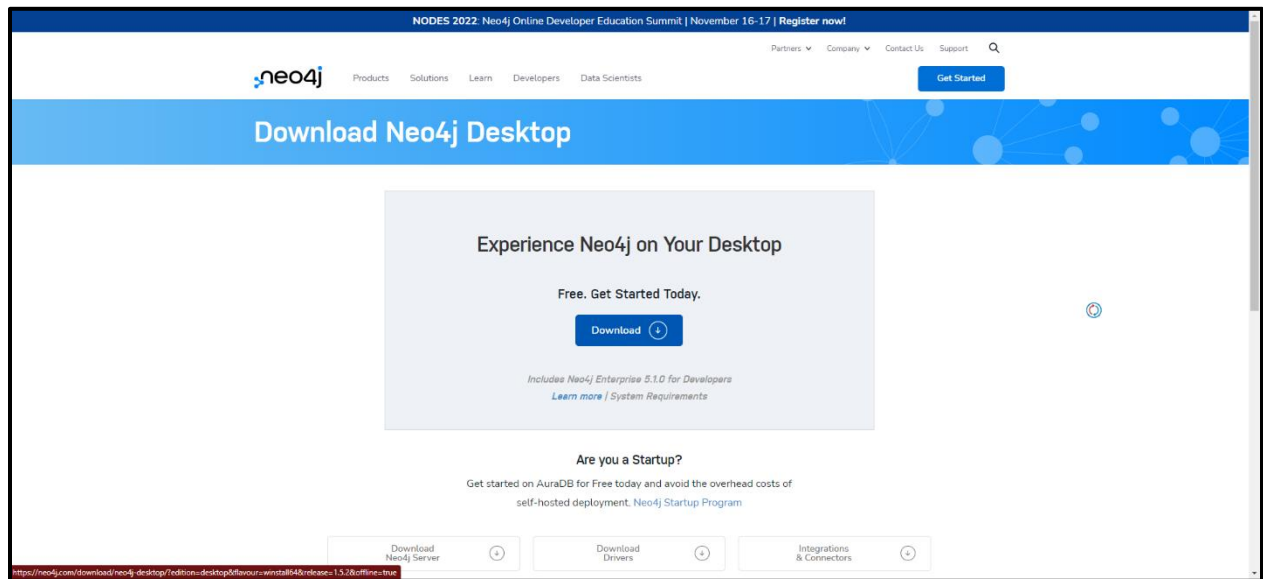 NODES 2022: Neo4j Online Developer Education Summit | November 16-17 | Register now!
Partners Company Contact Us Support
neo4j Products Solutions Learn Developers Data Scientists Get Started
Download Neo4j Desktop
Experience Neo4j on Your Desktop
Free. Get Started Today.
Download
Includes Neo4j Enterprise 5.1.0 for Developers
Learn more | System Requirements
Are you a Startup?
Get started on AuraDB for Free today and avoid the overhead costs of
self-hosted deployment. Neo4j Startup Program
Download
Neo4j Server
Download
Drivers
Integrations
& Connectors
https://neo4j.com/download/neo4j-desktop/?edition=desktop&flavour=winstall64&release=1.5.2&offline=true